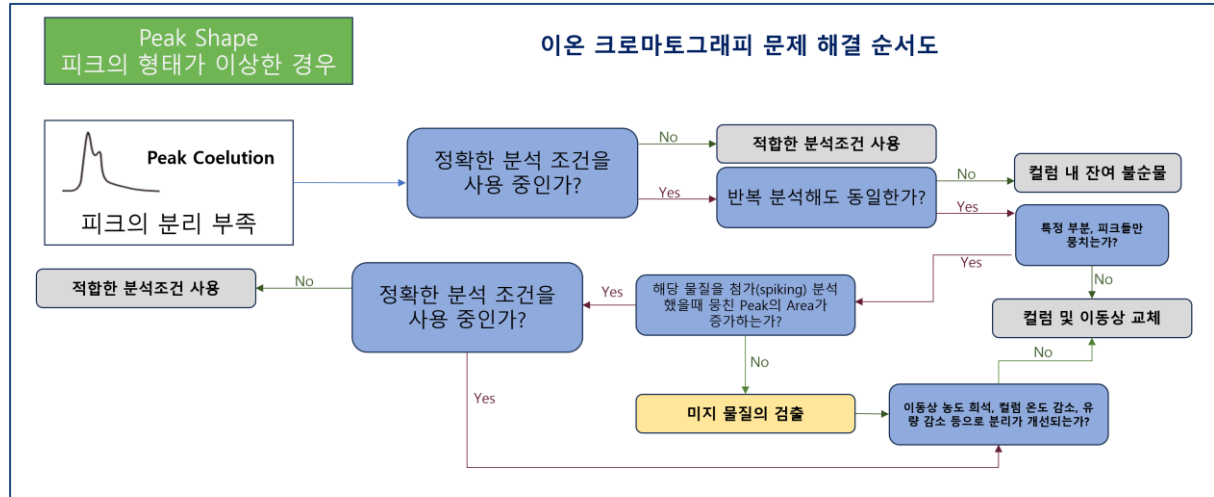 Peak Shape
피크의 형태가 이상한 경우
이온 크로마토그래피 문제 해결 순서도
Peak Coelution
피크의 분리 부족
정확한 분석 조건을
사용 중인가?
No
적합한 분석조건 사용
Yes
반복 분석해도 동일한가?
No
컬럼 내 잔여 불순물
Yes
특정 부분, 피크들만
뭉치는가?
No
컬럼 및 이동상 교체
Yes
해당 물질을 첨가(spiking) 분석
했을때 뭉친 Peak의 Area가
증가하는가?
Yes
정확한 분석 조건을
사용 중인가?
No
적합한 분석조건 사용
No
미지 물질의 검출
Yes
이동상 농도 희석, 컬럼 온도 감소, 유
량 감소 등으로 분리가 개선되는가?
No